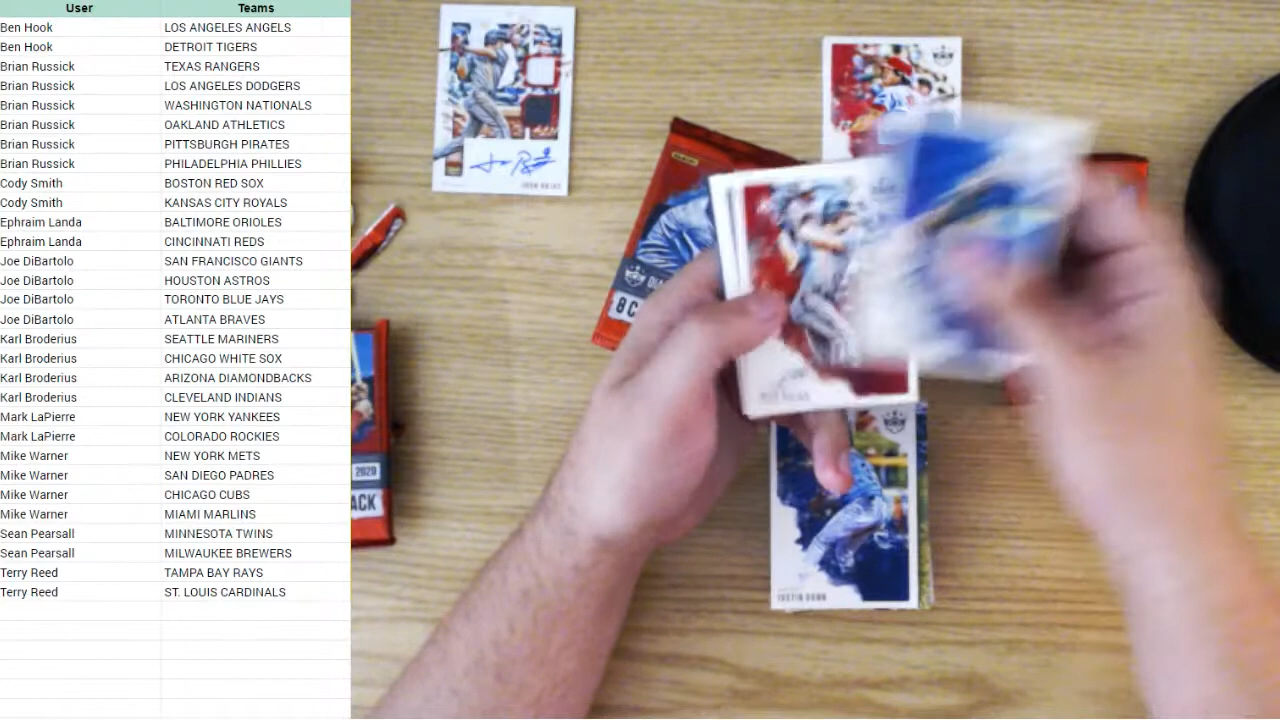 User Teams
Ben Hook LOS ANGELES ANGELS
Ben Hook DETROIT TIGERS
Brian Russick TEXAS RANGERS
Brian Russick LOS ANGELES DODGERS
Brian Russick WASHINGTON NATIONALS
Brian Russick OAKLAND ATHLETICS
Brian Russick PITTSBURGH PIRATES
Brian Russick PHILADELPHIA PHILLIES
Cody Smith BOSTON RED SOX
Cody Smith KANSAS CITY ROYALS
Ephraim Landa BALTIMORE ORIOLES
Ephraim Landa CINCINNATI REDS
Joe DiBartolo SAN FRANCISCO GIANTS
Joe DiBartolo HOUSTON ASTROS
Joe DiBartolo TORONTO BLUE JAYS
Joe DiBartolo ATLANTA BRAVES
Karl Broderius SEATTLE MARINERS
Karl Broderius CHICAGO WHITE SOX
Karl Broderius ARIZONA DIAMONDBACKS
Karl Broderius CLEVELAND INDIANS
Mark LaPierre NEW YORK YANKEES
Mark LaPierre COLORADO ROCKIES
Mike Warner NEW YORK METS
Mike Warner SAN DIEGO PADRES
Mike Warner CHICAGO CUBS
Mike Warner MIAMI MARLINS
Sean Pearsall MINNESOTA TWINS
Sean Pearsall MILWAUKEE BREWERS
Terry Reed TAMPA BAY RAYS
Terry Reed ST. LOUIS CARDINALS
8 C
2020
ACK
JUSTIN DUNN